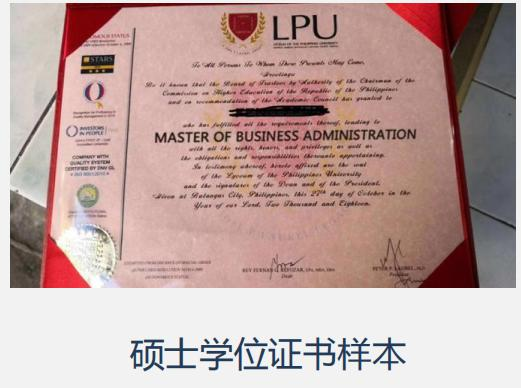 AUTONOMOUS STATUS
LPU
LYCEUM OF THE PHILIPPINES UNIVERSITY
STARS
To All Persons To Whom These Presents May Come,
Greetings:
Be it known that the Board of Trustees by Authority of the Chairman of the
Commission on Higher Education of the Republic of the Philippines
and on recommendation of the Academic Council has granted to
who has fulfilled all the requirements thereof, leading to
MASTER OF BUSINESS ADMINISTRATION
with all the rights, honors, and privileges as well as
the obligations and responsibilities thereunto appertaining.
In testimony whereof, hereto affixed are the seal
of the Lyceum of the Philippines University
and the signatures of the Dean and of the President.
Given at Batangas City, Philippines, this 27th day of October in the
Year of our Lord, Two Thousand and Eighteen.
Q
INVESTORS
IN PEOPLE
COMPANY WITH
QUALITY SYSTEM
CERTIFIED BY DNV GL
Dean
President
硕士学位证书样本